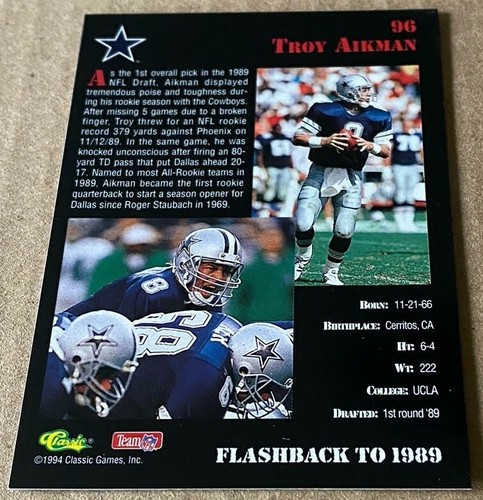 96
TROY AIKMAN
As the 1st overall pick in the 1989
NFL Draft, Aikman displayed
tremendous poise and toughness dur-
ing his rookie season with the Cowboys.
After missing 5 games due to a broken
finger, Troy threw for an NFL rookie
record 379 yards against Phoenix on
11/12/89. In the same game, he was
knocked unconscious after firing an 80-
yard TD pass that put Dallas ahead 20-
17. Named to most All-Rookie teams in
1989, Aikman became the first rookie
quarterback to start a season opener for
Dallas since Roger Staubach in 1969.
8
8
85
BORN: 11-21-66
BIRTHPLACE: Cerritos, CA
HT: 6-4
WT: 222
COLLEGE: UCLA
DRAFTED: 1st round '89
Classic®
Team NFL
©1994 Classic Games, Inc.
FLASHBACK TO 1989